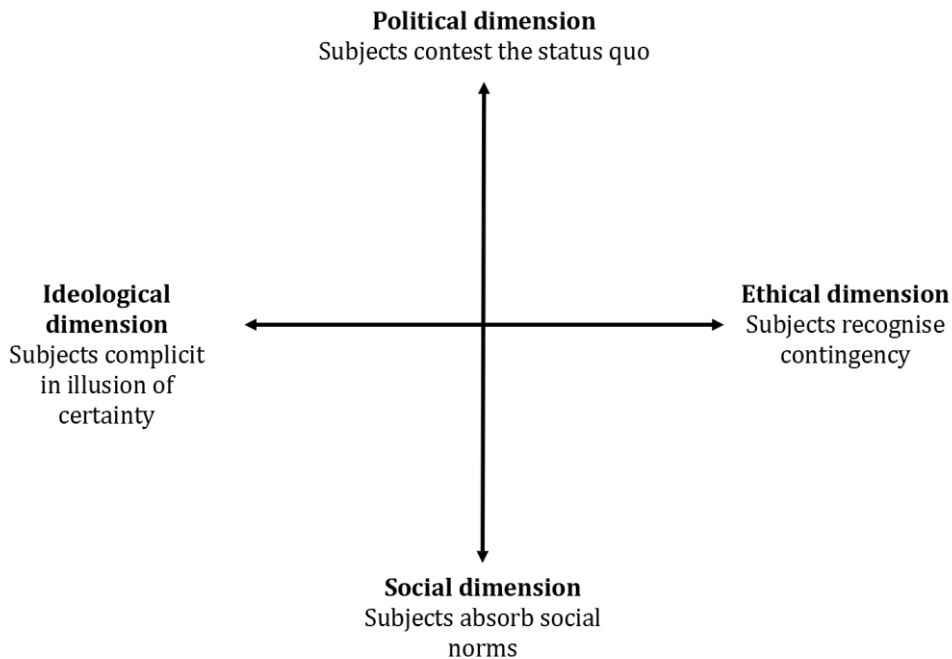 Political dimension
Subjects contest the status quo
Ideological
dimension
Subjects complicit
in illusion of
certainty
Ethical dimension
Subjects recognise
contingency
Social dimension
Subjects absorb social
norms